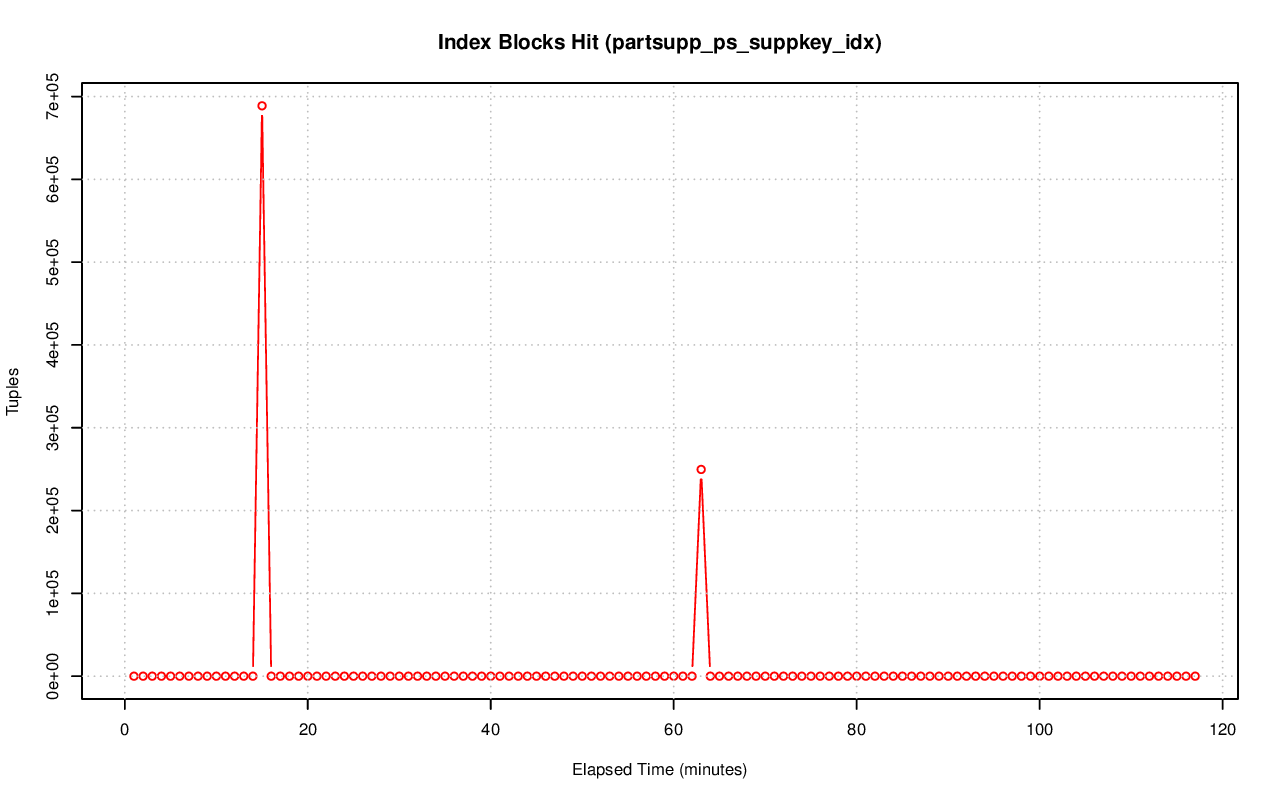 Index Blocks Hit (partsupp_ps_suppkey_idx)
7e+05
6e+05
5e+05
4e+05
3e+05
2e+05
1e+05
0e+00
Tuples
0 20 40 60 80 100 120
Elapsed Time (minutes)